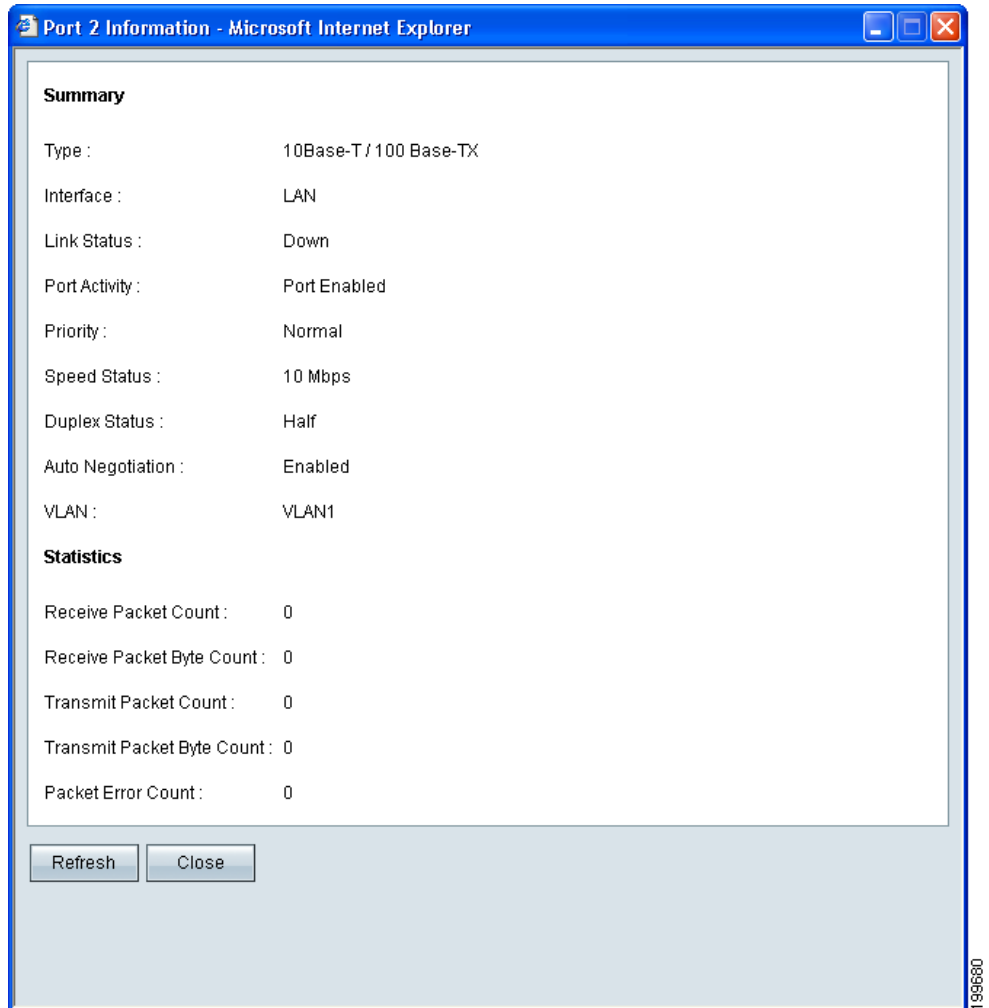 Port 2 Information - Microsoft Internet Explorer
Summary
Type : 10Base-T / 100 Base-TX
Interface : LAN
Link Status : Down
Port Activity : Port Enabled
Priority : Normal
Speed Status : 10 Mbps
Duplex Status : Half
Auto Negotiation : Enabled
VLAN : VLAN1
Statistics
Receive Packet Count : 0
Receive Packet Byte Count : 0
Transmit Packet Count : 0
Transmit Packet Byte Count : 0
Packet Error Count : 0
Refresh Close
199680